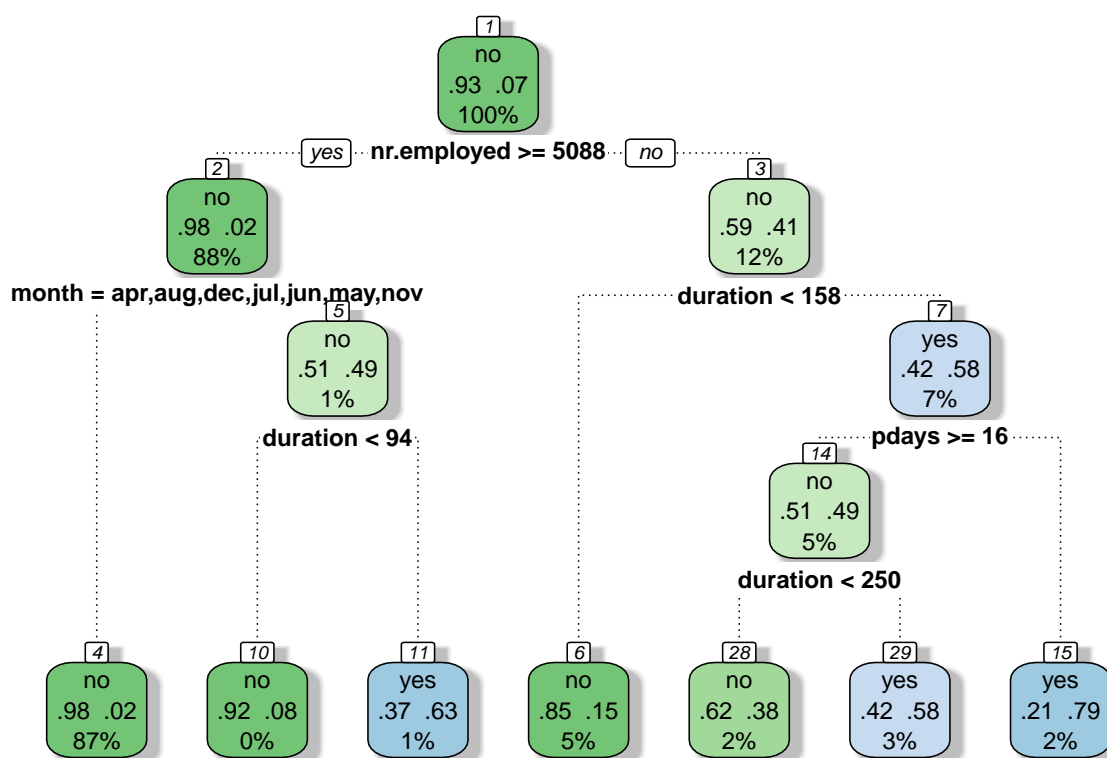 1
no
.93 .07
100%
yes nr.employed >= 5088 no
2
no
.98 .02
88%
3
no
.59 .41
12%
month = apr,aug,dec,jul,jun,may,nov
duration < 158
5
no
.51 .49
1%
7
yes
.42 .58
7%
duration < 94
pdays >= 16
14
no
.51 .49
5%
duration < 250
4
no
.98 .02
87%
10
no
.92 .08
0%
11
yes
.37 .63
1%
6
no
.85 .15
5%
28
no
.62 .38
2%
29
yes
.42 .58
3%
15
yes
.21 .79
2%